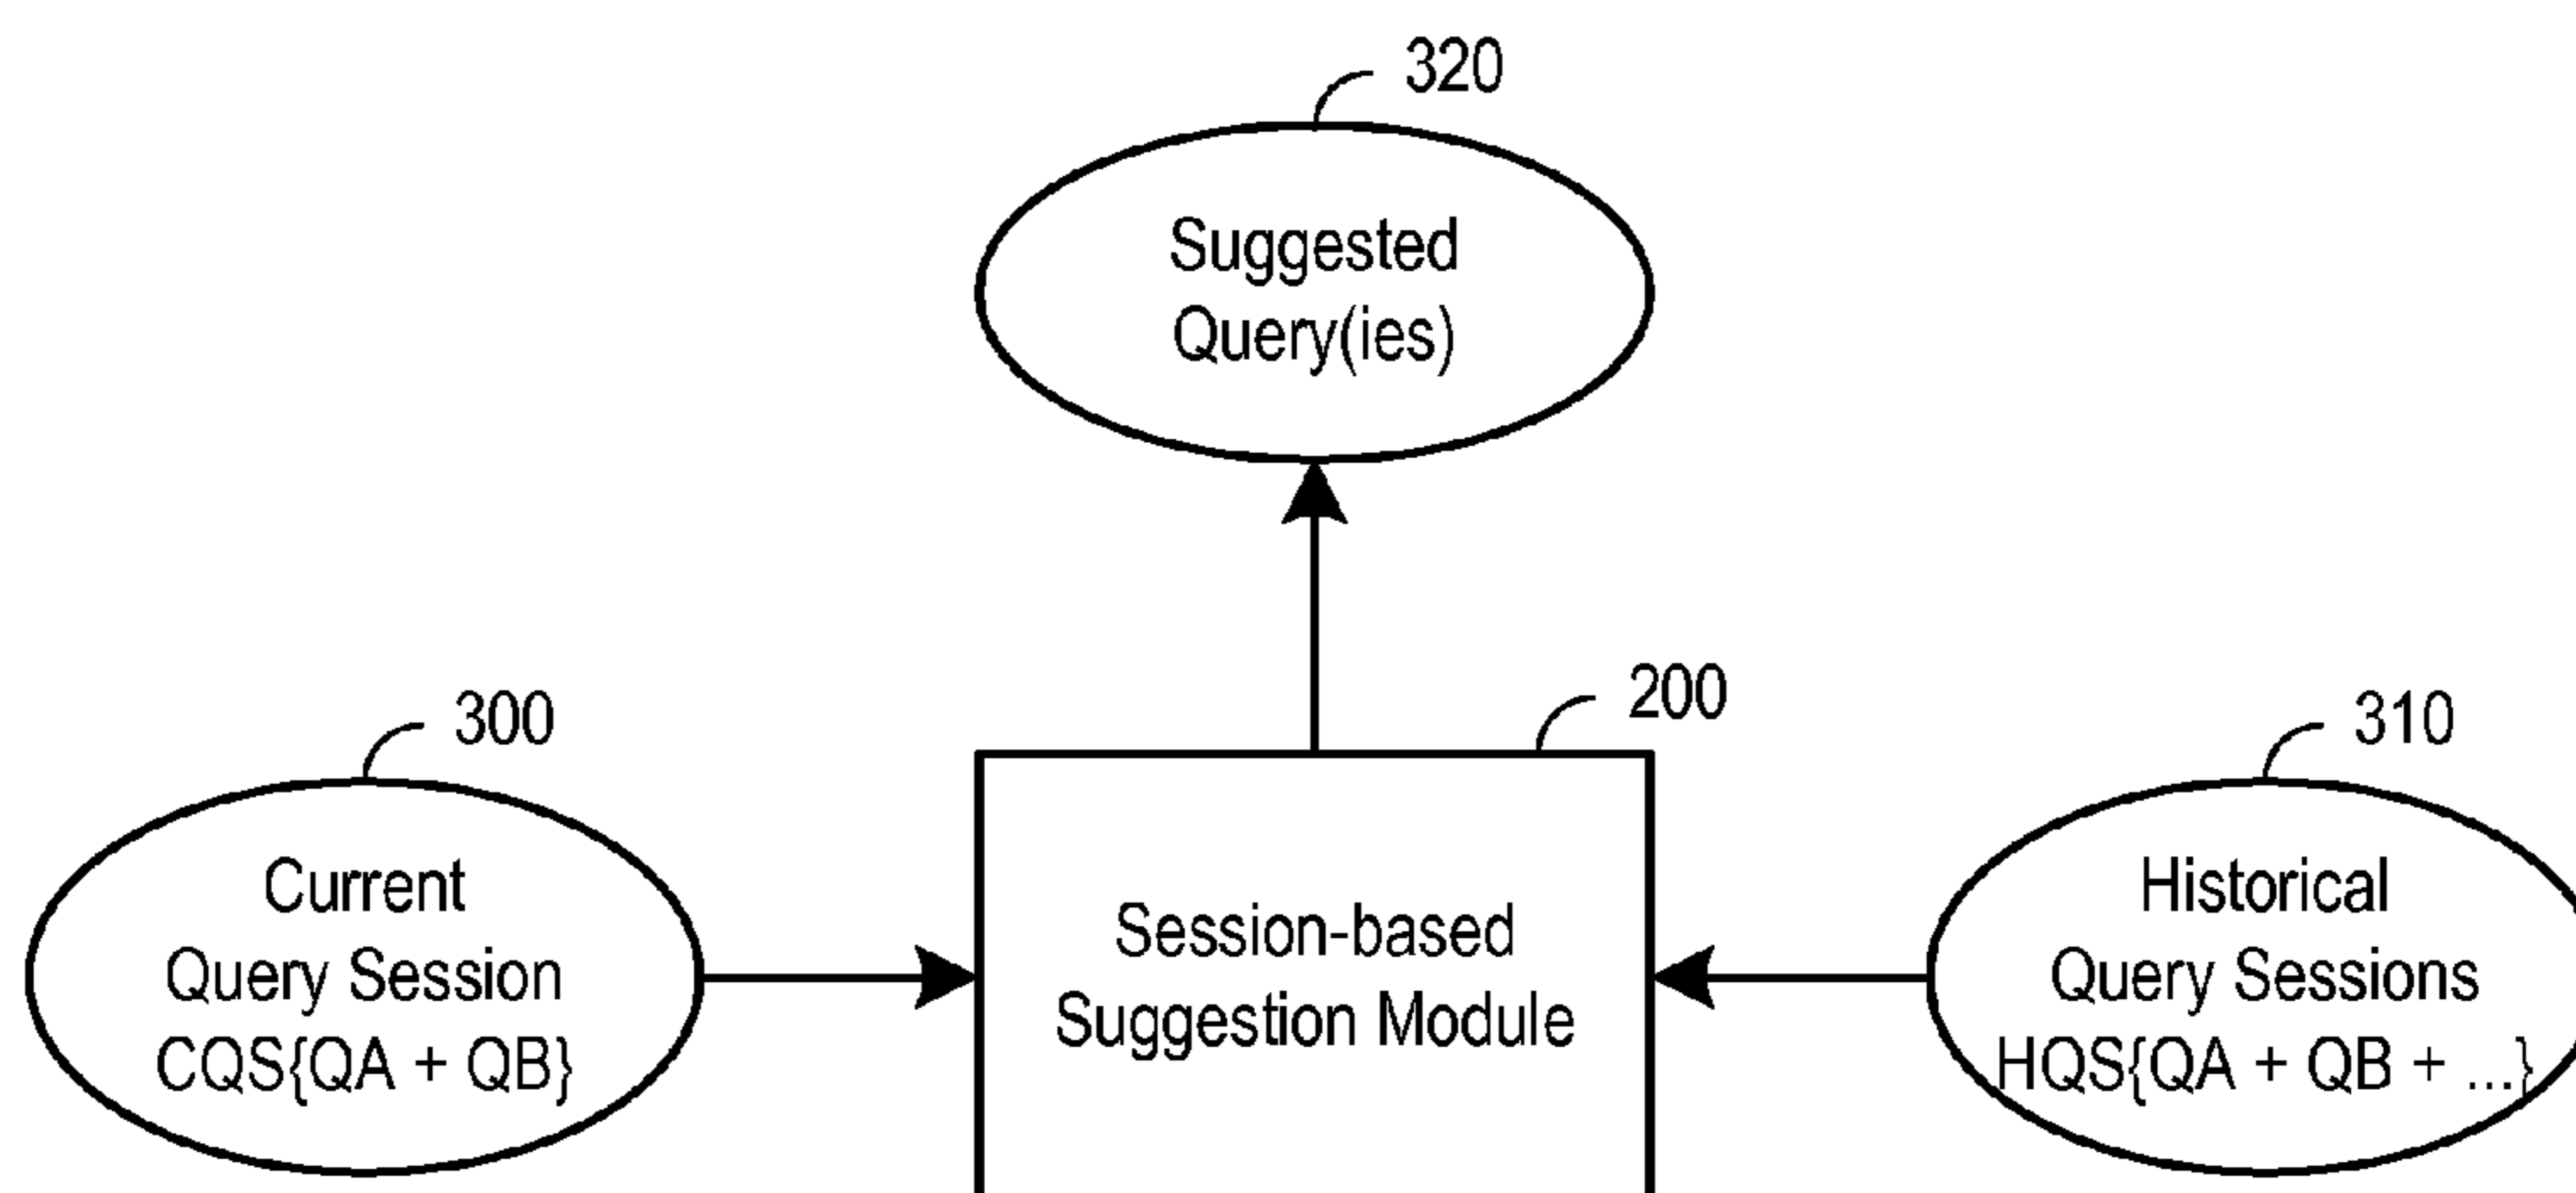 320
Suggested
Query(ies)
200
300
310
Current
Query Session
CQS{QA + QB}
Session-based
Suggestion Module
Historical
Query Sessions
HQS{QA + QB + ...}